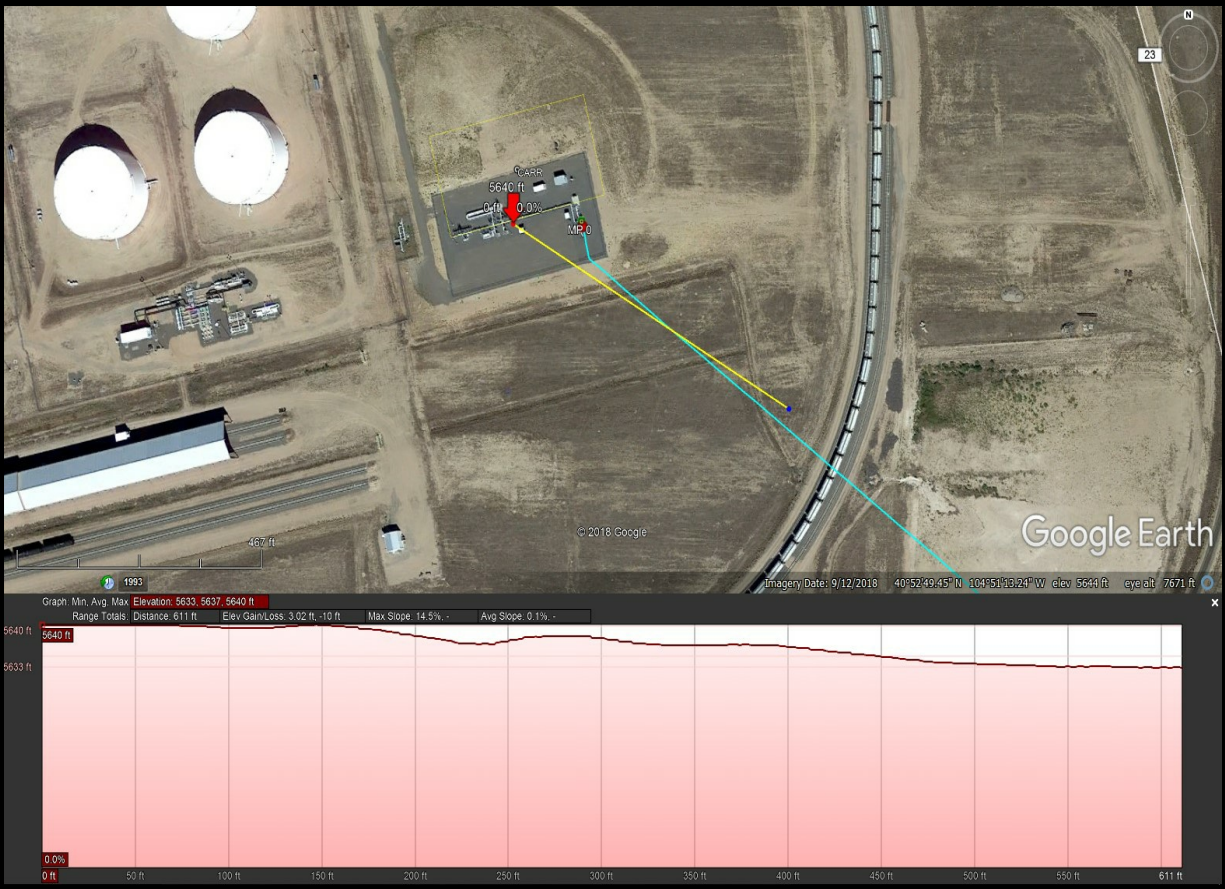 N
23
CARR
5640 ft
0 ft 0.0%
MP 0
© 2018 Google
Google Earth
467 ft
1993
Imagery Date: 9/12/2018 40°52'49.45" N 104°51'13.24" W elev 5644 ft eye alt 7671 ft
Graph: Min, Avg, Max Elevation: 5633, 5637, 5640 ft
Range Totals: Distance: 611 ft Elev Gain/Loss: 3.02 ft, -10 ft Max Slope: 14.5%, - Avg Slope: 0.1%, -
5640 ft
5640 ft
5633 ft
0.0%
0 ft 50 ft 100 ft 150 ft 200 ft 250 ft 300 ft 350 ft 400 ft 450 ft 500 ft 550 ft 611 ft